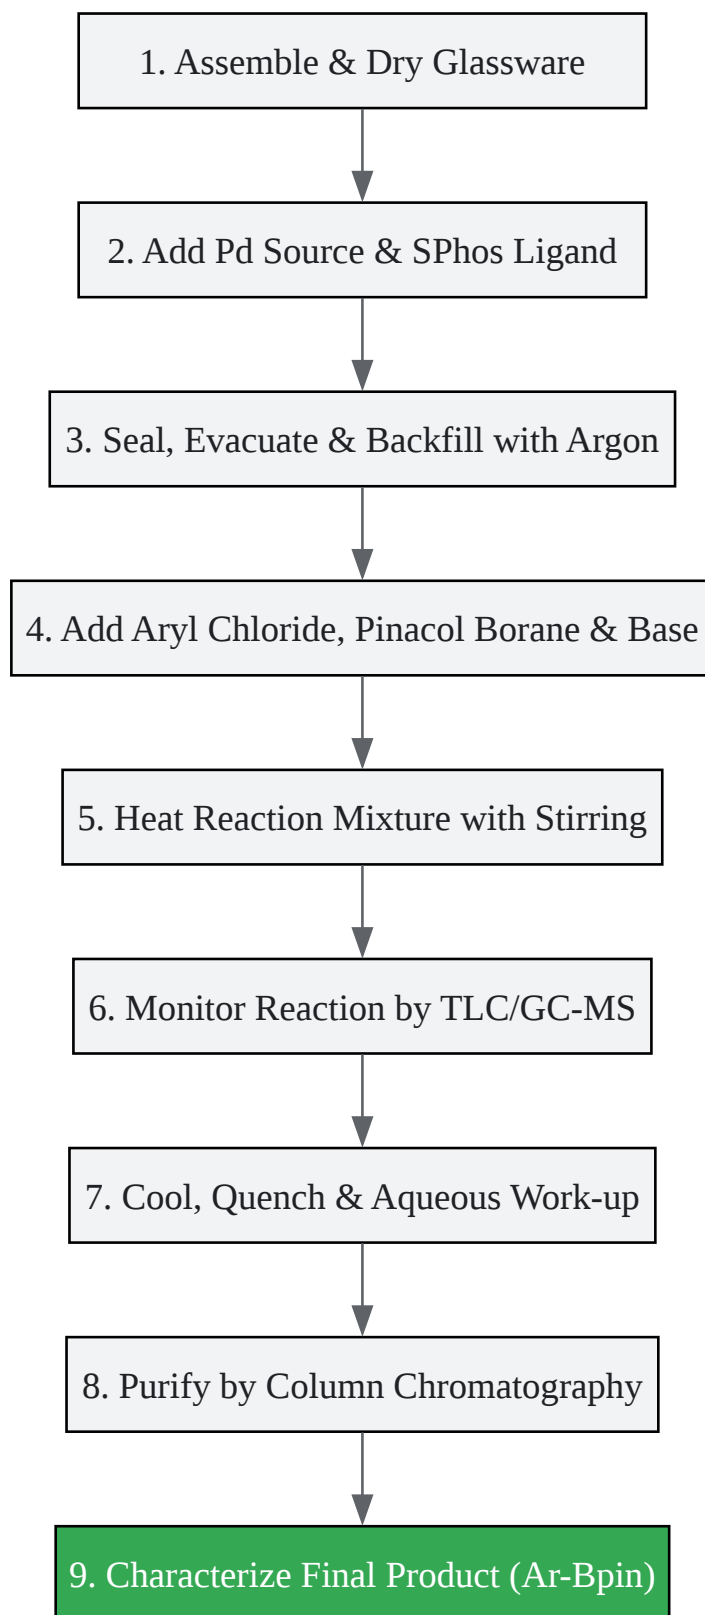 1. Assemble & Dry Glassware
2. Add Pd Source & SPhos Ligand
3. Seal, Evacuate & Backfill with Argon
4. Add Aryl Chloride, Pinacol Borane & Base
5. Heat Reaction Mixture with Stirring
6. Monitor Reaction by TLC/GC-MS
7. Cool, Quench & Aqueous Work-up
8. Purify by Column Chromatography
9. Characterize Final Product (Ar-Bpin)